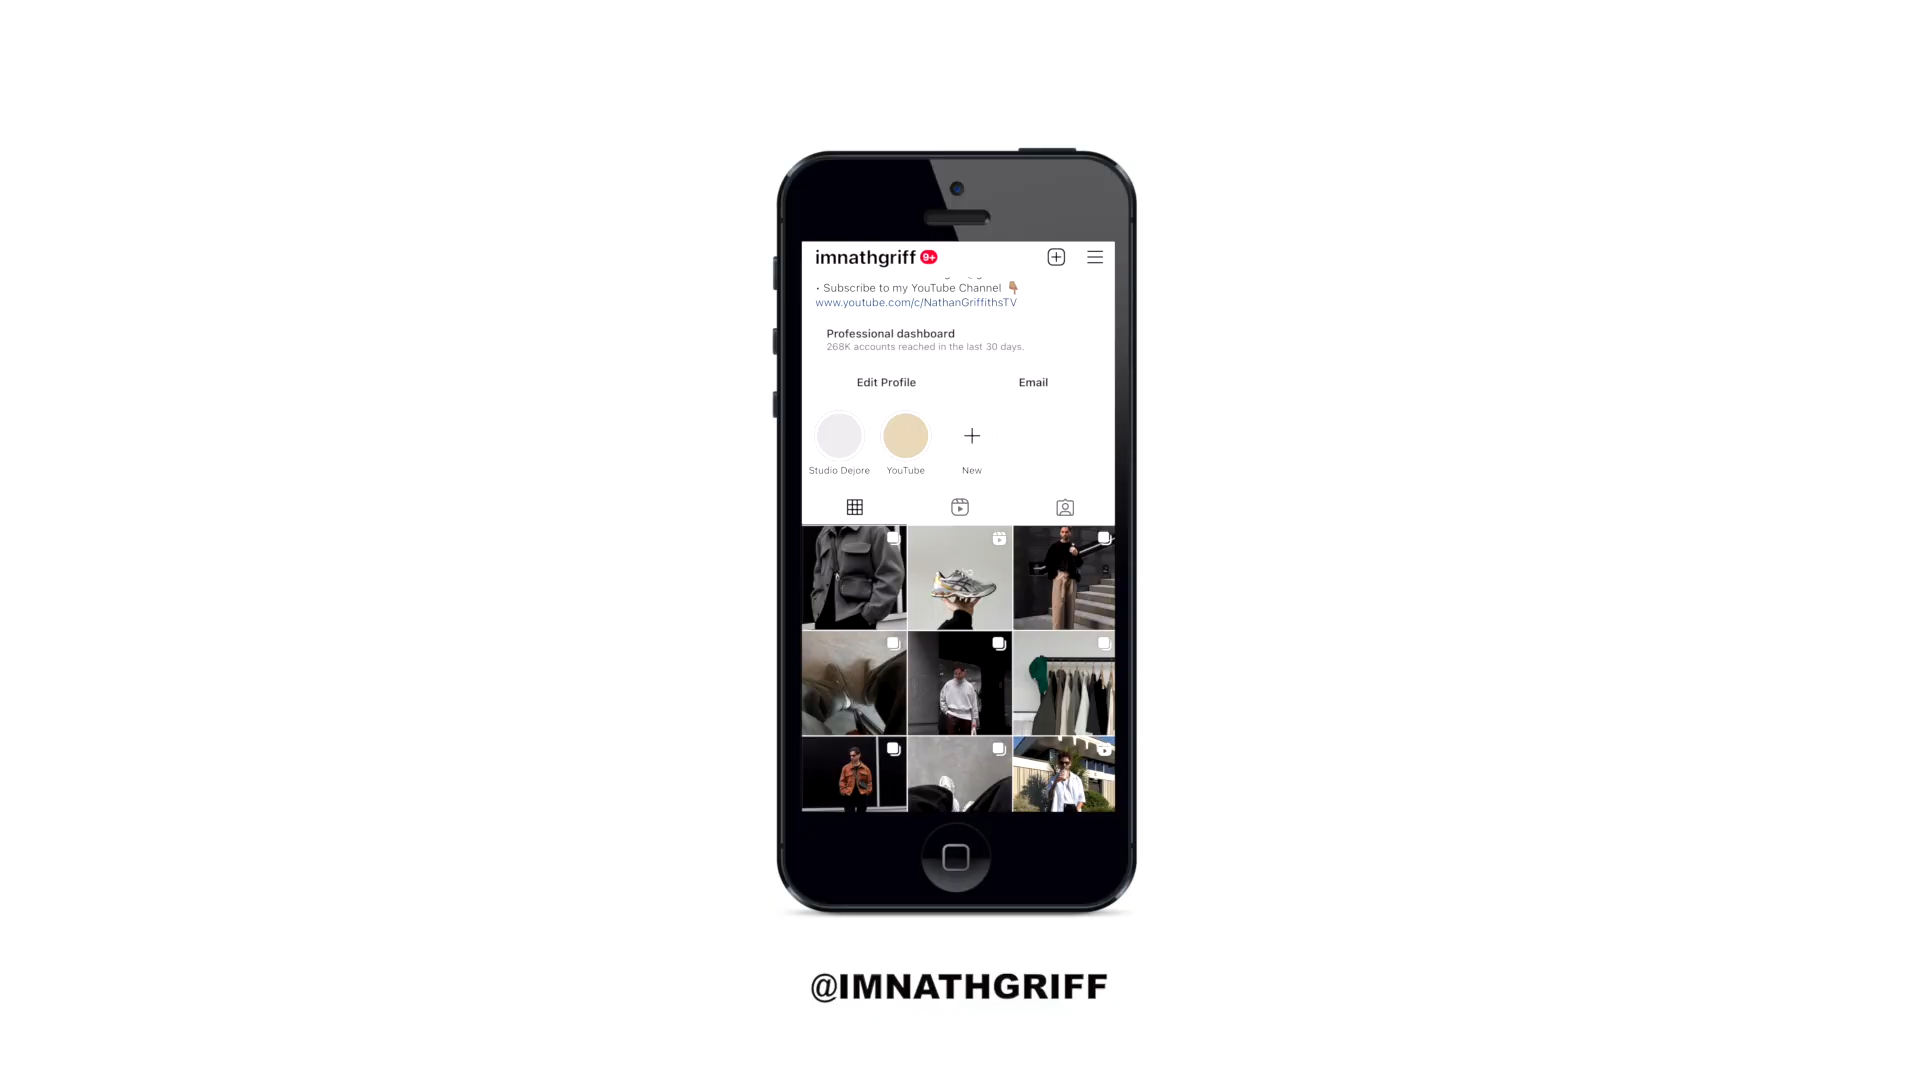 imnathgriff 9+
• Subscribe to my YouTube Channel 👇🏽
www.youtube.com/c/NathanGriffithsTV
Professional dashboard
268K accounts reached in the last 30 days.
Edit Profile Email
Studio Dejore YouTube New
@IMNATHGRIFF